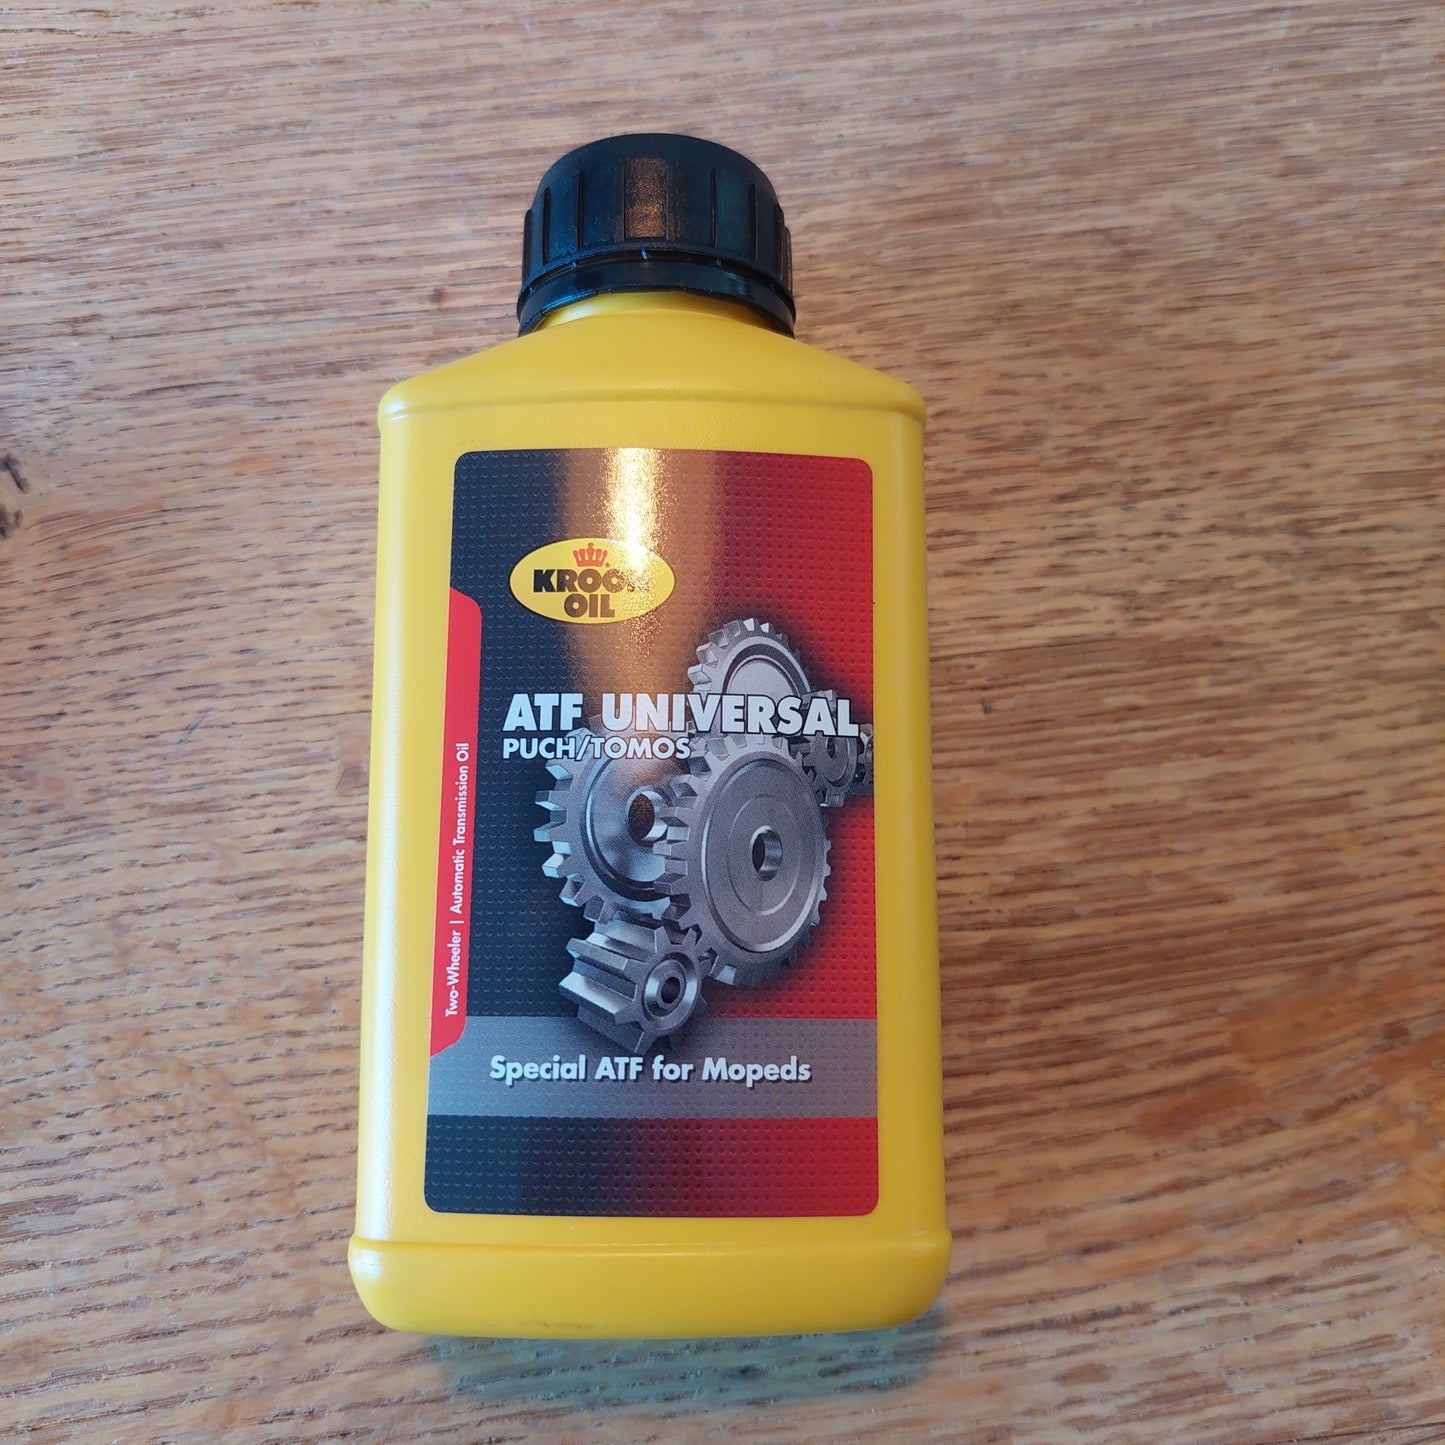 KROON
OIL
ATF UNIVERSAL
PUCH/TOMOS
Two-Wheeler | Automatic Transmission Oil
Special ATF for Mopeds